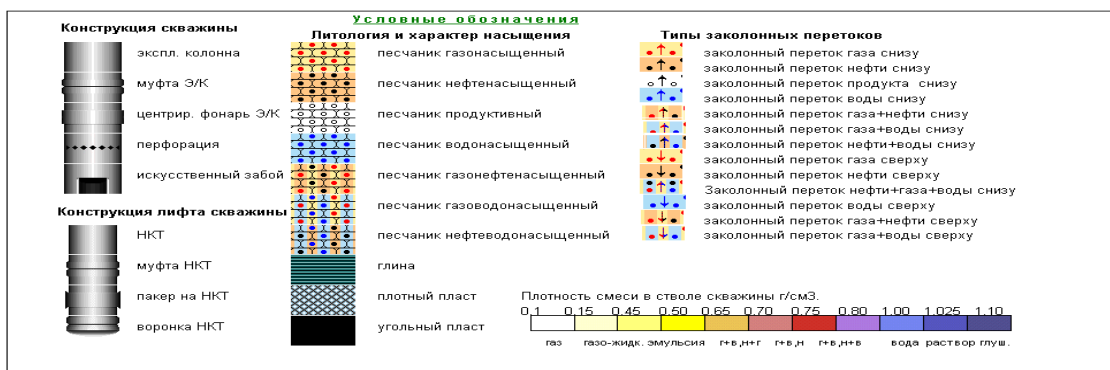 Условные обозначения
Конструкция скважины
экспл. колонна
муфта Э/К
центрир. фонарь Э/К
перфорация
искусственный забой
Конструкция лифта скважины
НКТ
муфта НКТ
пакер на НКТ
воронка НКТ
Литология и характер насыщения
песчаник газонасыщенный
песчаник нефтенасыщенный
песчаник продуктивный
песчаник водонасыщенный
песчаник газонефтенасыщенный
песчаник газоводонасыщенный
песчаник нефтеводонасыщенный
глина
плотный пласт
угольный пласт
Типы заколонных перетоков
заколонный переток газа снизу
заколонный переток нефти снизу
заколонный переток продукта снизу
заколонный переток воды снизу
заколонный переток газа+нефти снизу
заколонный переток газа+воды снизу
заколонный переток нефти+воды снизу
заколонный переток газа сверху
заколонный переток нефти сверху
Заколонный переток нефти+газа+воды снизу
заколонный переток воды сверху
заколонный переток газа+нефти сверху
заколонный переток газа+воды сверху
Плотность смеси в стволе скважины г/см3.
0.1 0.15 0.45 0.50 0.65 0.70 0.75 0.80 1.00 1.025 1.10
газ газо-жидк. эмульсия г+в,н+г г+в,н г+в,н+в вода раствор глуш.